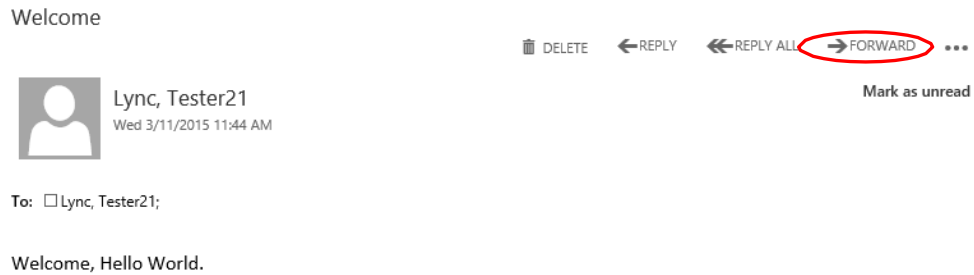 Welcome
DELETE REPLY REPLY ALL FORWARD •••
Mark as unread
Lync, Tester21
Wed 3/11/2015 11:44 AM
To: Lync, Tester21;
Welcome, Hello World.